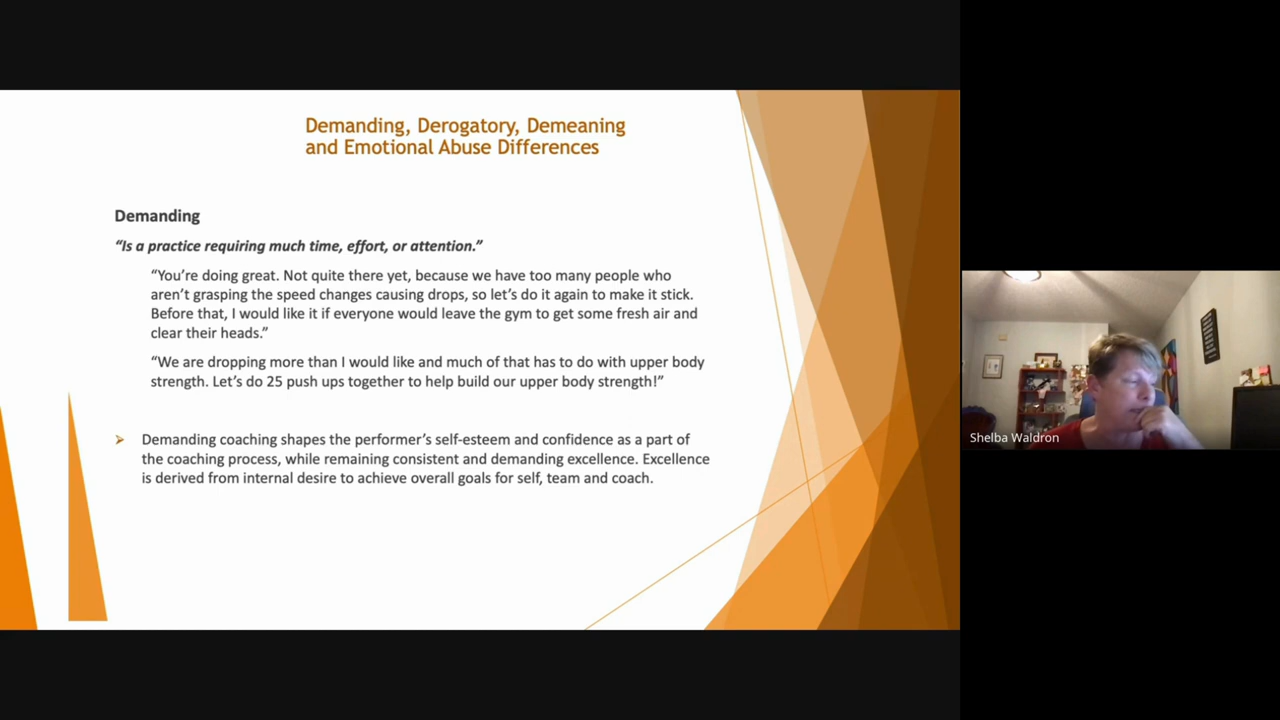 Demanding, Derogatory, Demeaning
and Emotional Abuse Differences
Demanding
“Is a practice requiring much time, effort, or attention.”
“You’re doing great. Not quite there yet, because we have too many people who
aren’t grasping the speed changes causing drops, so let’s do it again to make it stick.
Before that, I would like it if everyone would leave the gym to get some fresh air and
clear their heads.”
“We are dropping more than I would like and much of that has to do with upper body
strength. Let’s do 25 push ups together to help build our upper body strength!”
Demanding coaching shapes the performer’s self-esteem and confidence as a part of
the coaching process, while remaining consistent and demanding excellence. Excellence
is derived from internal desire to achieve overall goals for self, team and coach.
Shelba Waldron